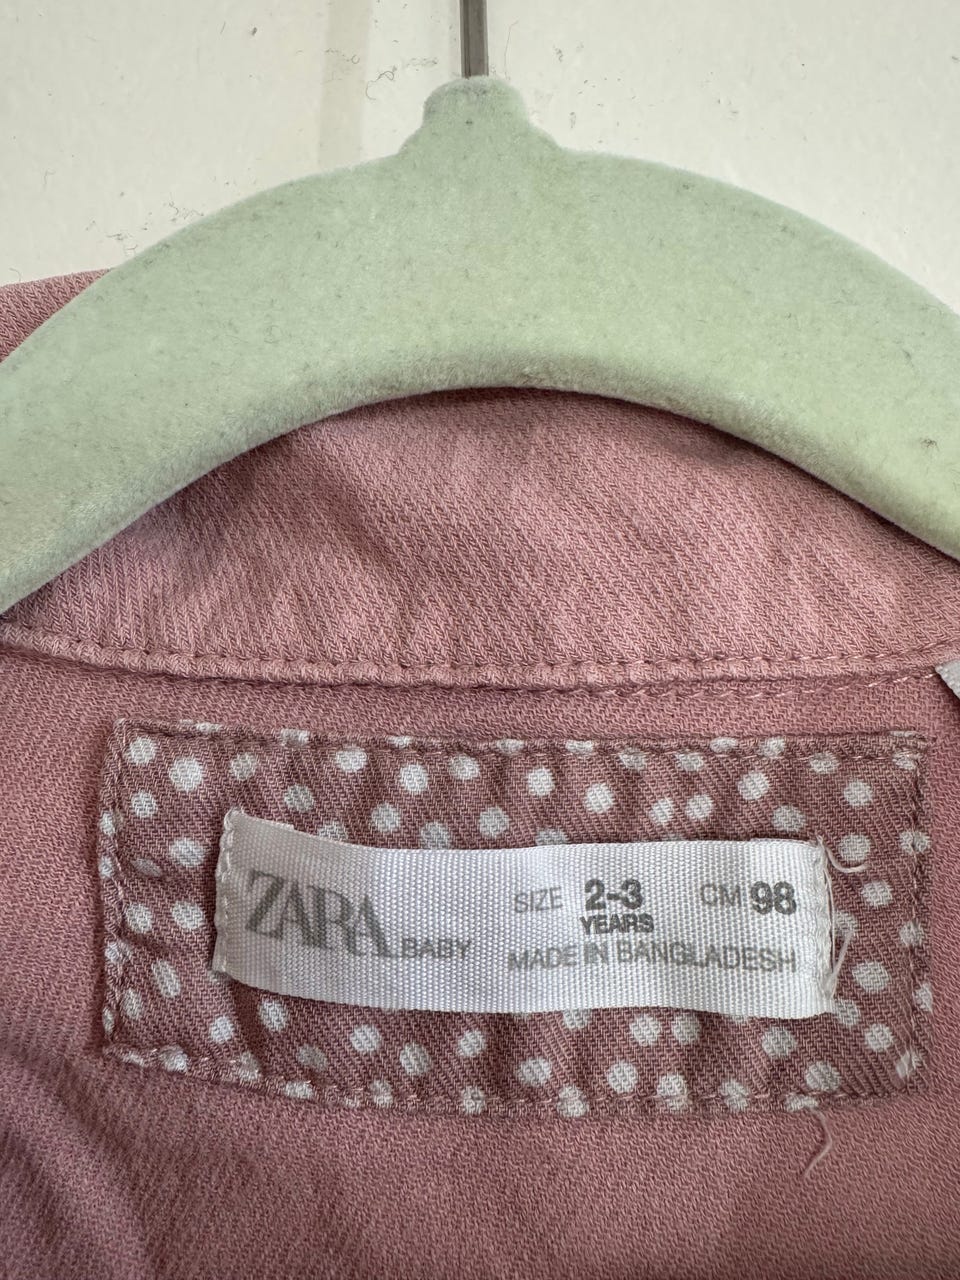 ZARA BABY
SIZE 2-3 YEARS CM 98
MADE IN BANGLADESH